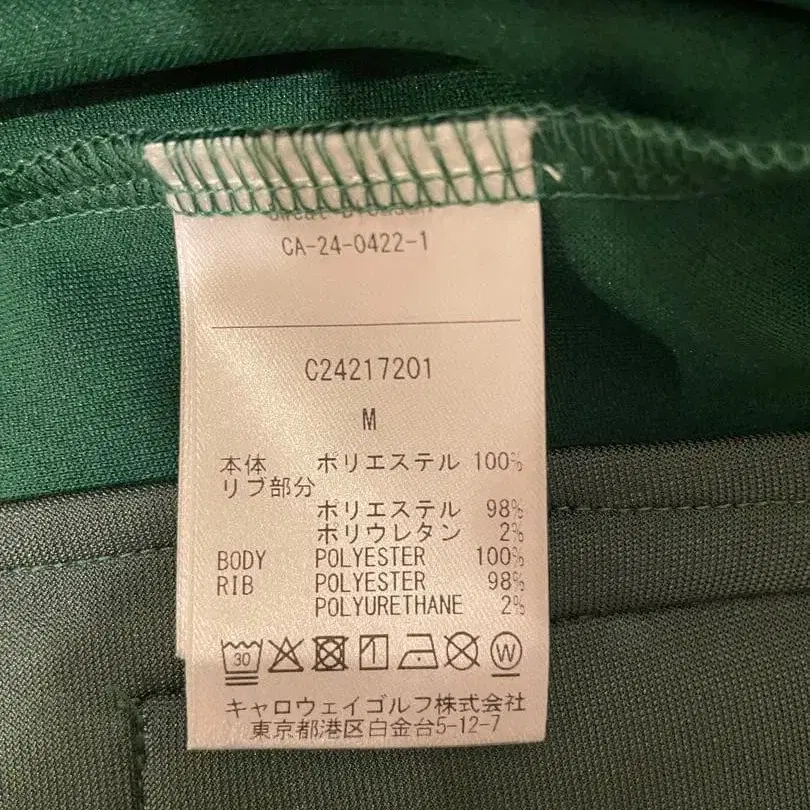 CA-24-0422-1
C24217201
M
本体 ポリエステル 100%
リブ部分
ポリエステル 98%
ポリウレタン 2%
BODY POLYESTER 100%
RIB POLYESTER 98%
POLYURETHANE 2%
30 W
キャロウェイゴルフ株式会社
東京都港区白金台5-12-7